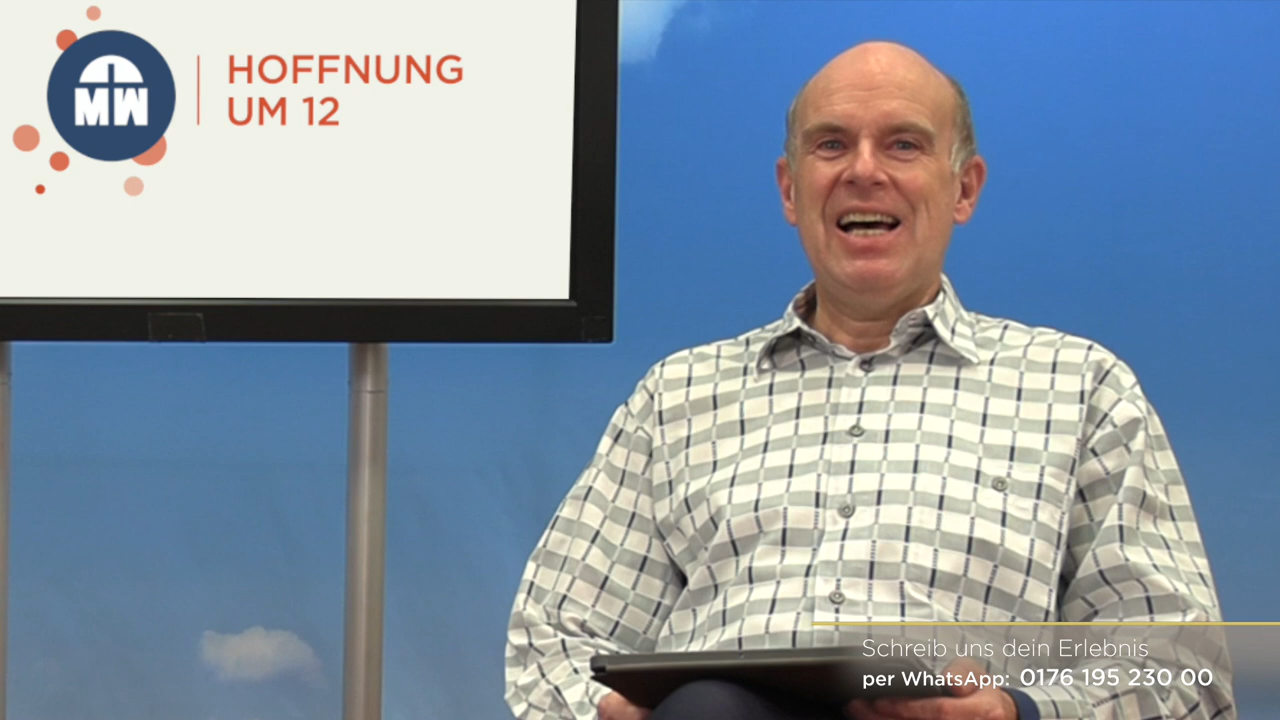 MW
HOFFNUNG
UM 12
Schreib uns dein Erlebnis
per WhatsApp: 0176 195 230 00